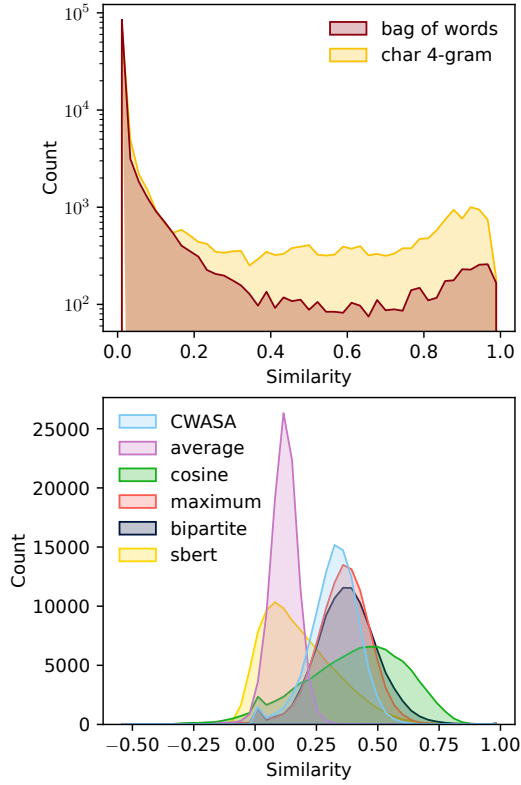 10^5
10^4
10^3
10^2
Count
bag of words
char 4-gram
0.0 0.2 0.4 0.6 0.8 1.0
Similarity
25000
20000
15000
10000
5000
0
Count
CWASA
average
cosine
maximum
bipartite
sbert
−0.50 −0.25 0.00 0.25 0.50 0.75 1.00
Similarity